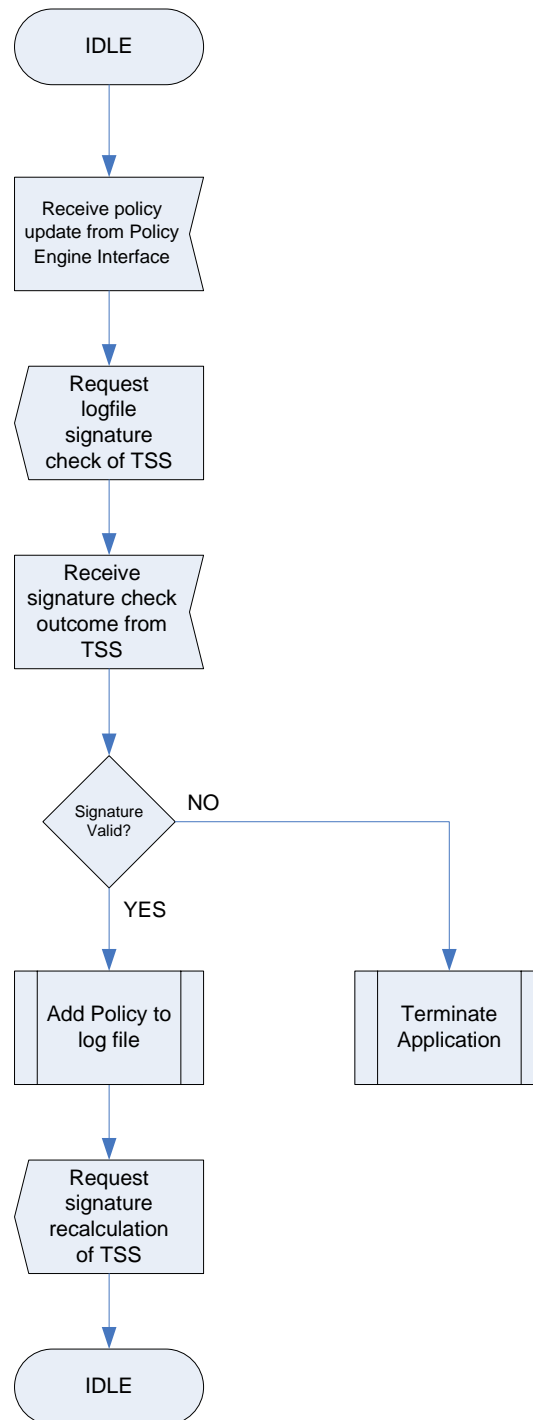 IDLE
Receive policy
update from Policy
Engine Interface
Request
logfile
signature
check of TSS
Receive
signature check
outcome from
TSS
Signature
Valid?
NO
YES
Add Policy to
log file
Terminate
Application
Request
signature
recalculation
of TSS
IDLE